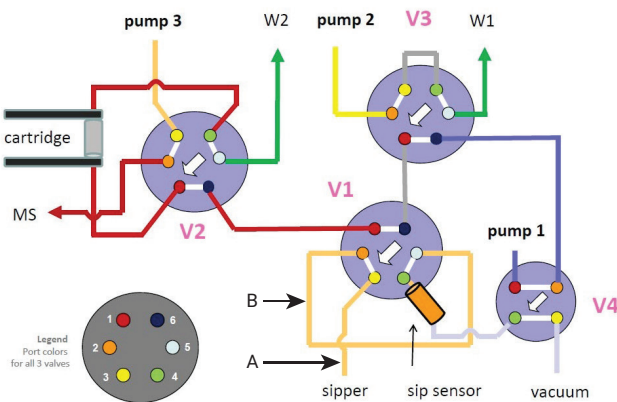 pump 3
W2
pump 2
V3
W1
cartridge
MS
V2
V1
pump 1
V4
B
A
Legend
Port colors
for all 3 valves
1
6
2
5
3
4
sipper
sip sensor
vacuum